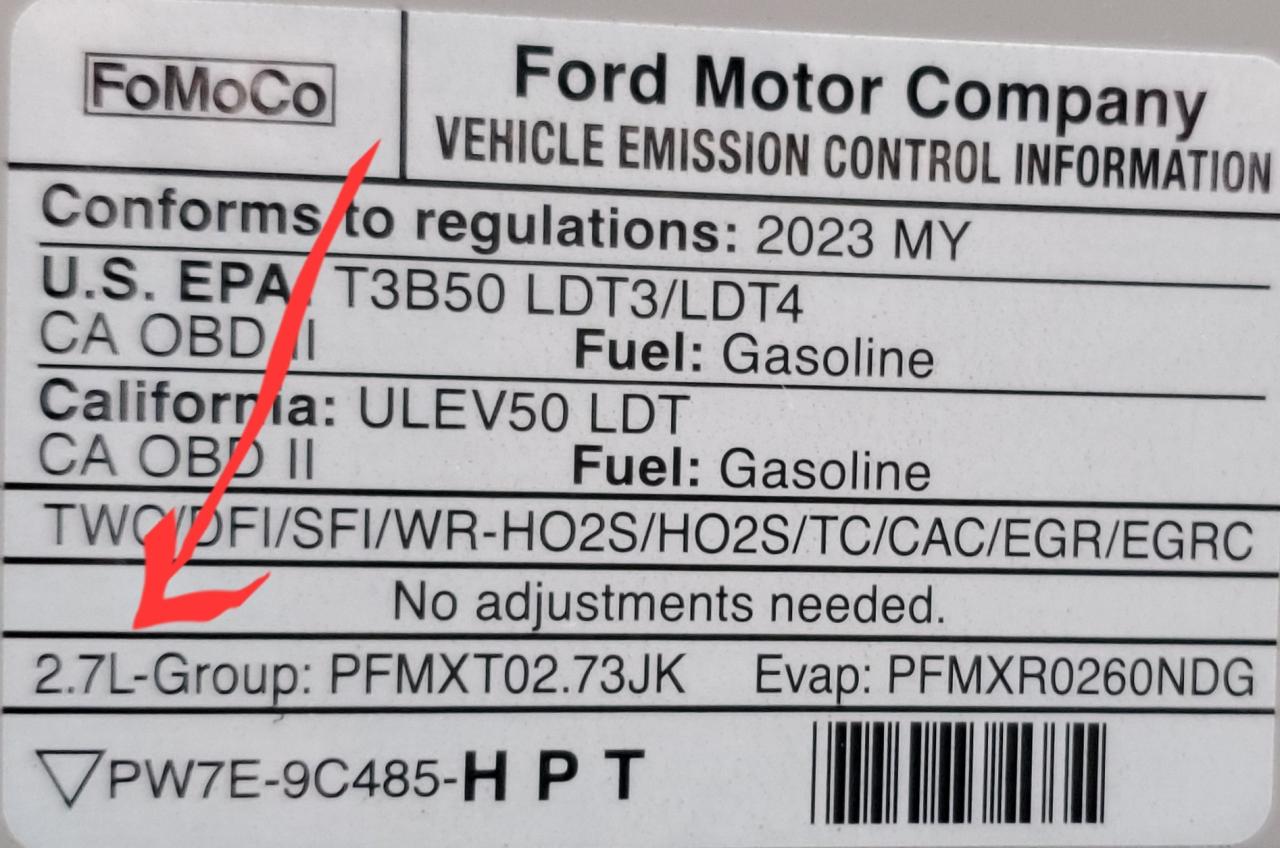 FoMoCo
Ford Motor Company
VEHICLE EMISSION CONTROL INFORMATION
Conforms to regulations: 2023 MY
U.S. EPA: T3B50 LDT3/LDT4
CA OBD II Fuel: Gasoline
California: ULEV50 LDT
CA OBD II Fuel: Gasoline
TWC/DFI/SFI/WR-HO2S/HO2S/TC/CAC/EGR/EGRC
No adjustments needed.
2.7L-Group: PFMXT02.73JK Evap: PFMXR0260NDG
PW7E-9C485-H P T